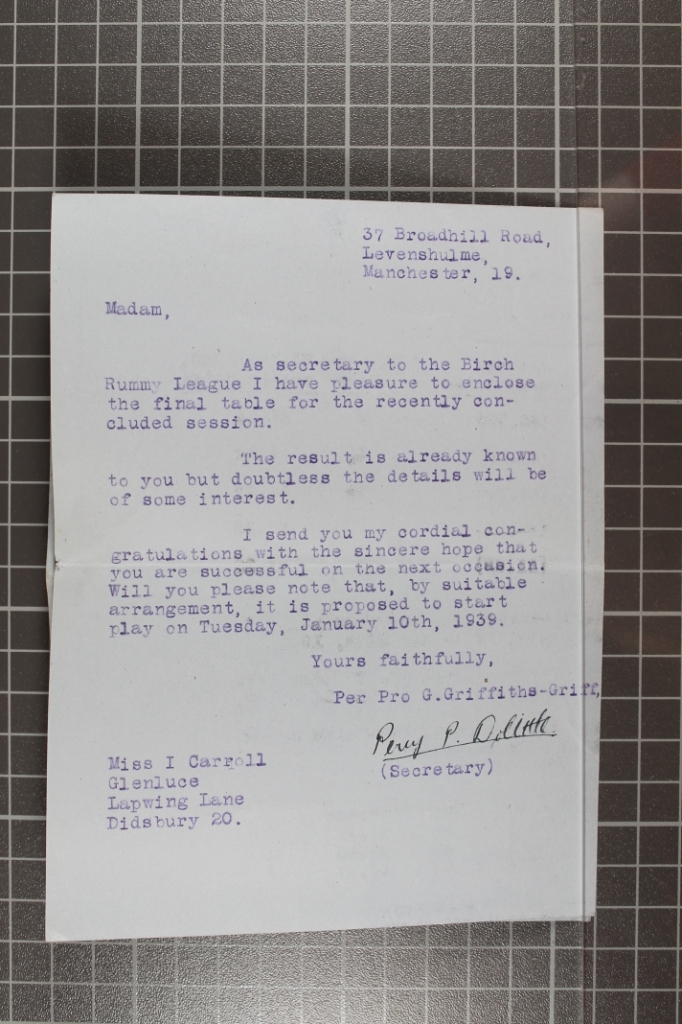 37 Broadhill Road,
Levenshulme,
Manchester, 19.
Madam,
As secretary to the Birch
Rummy League I have pleasure to enclose
the final table for the recently con-
cluded session.
The result is already known
to you but doubtless the details will be
of some interest.
I send you my cordial con-
gratulations with the sincere hope that
you are successful on the next occasion.
Will you please note that, by suitable
arrangement, it is proposed to start
play on Tuesday, January 10th, 1939.
Yours faithfully,
Per Pro G.Griffiths-Griff,
Percy P.
(Secretary)
Miss I Carroll
Glenluce
Lapwing Lane
Didsbury 20.